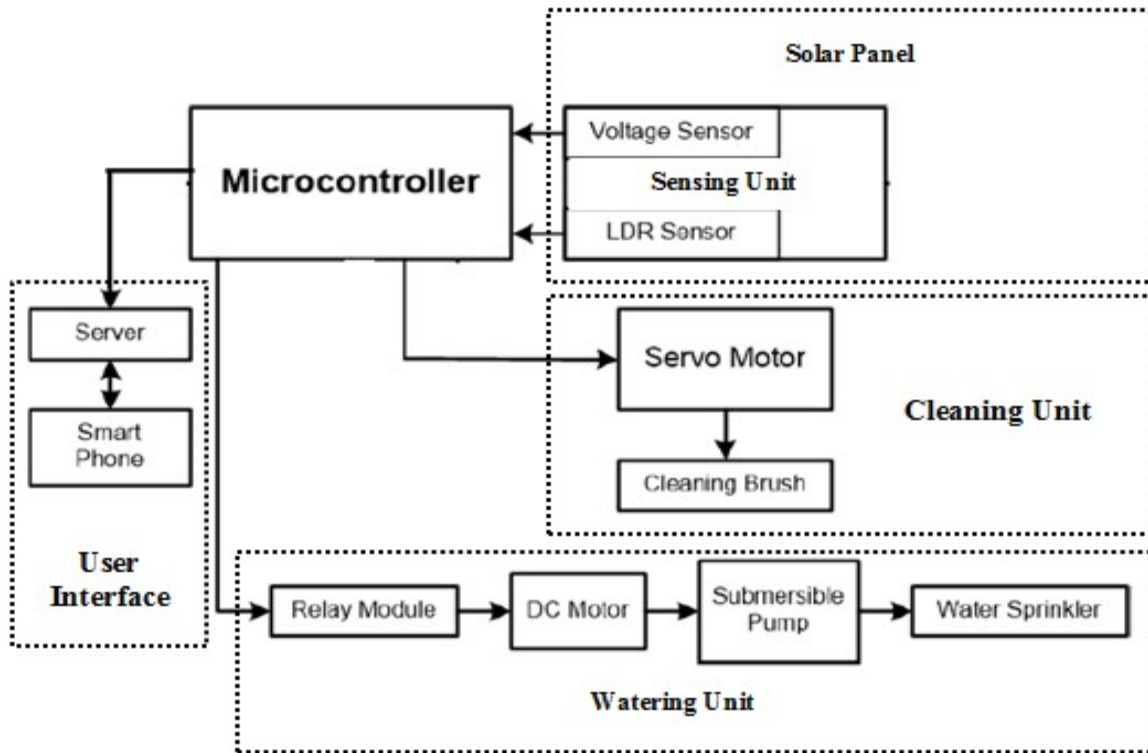 Solar Panel
Microcontroller
Voltage Sensor
Sensing Unit
LDR Sensor
Server
Smart
Phone
User
Interface
Servo Motor
Cleaning Unit
Cleaning Brush
Relay Module
DC Motor
Submersible
Pump
Water Sprinkler
Watering Unit